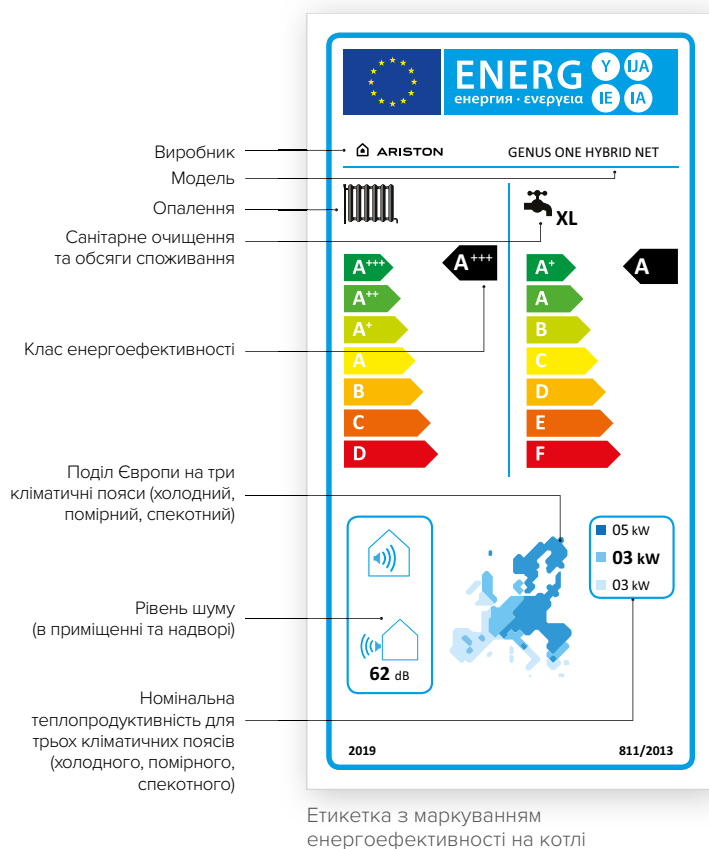 ENERG Y IJA
енергия · ενεργεια IE IA
Виробник
ARISTON GENUS ONE HYBRID NET
Модель
Опалення
XL
Санітарне очищення
та обсяги споживання
A+++ A+++ A+ A
A++ A
A+ B
Клас енергоефективності
A C
B D
C E
D F
Поділ Європи на три
кліматичні пояси (холодний,
помірний, спекотний)
05 kW
03 kW
03 kW
Рівень шуму
(в приміщенні та надворі)
62 dB
Номінальна
теплопродуктивність для
трьох кліматичних поясів
(холодного, помірного,
спекотного)
2019 811/2013
Етикетка з маркуванням
енергоефективності на котлі